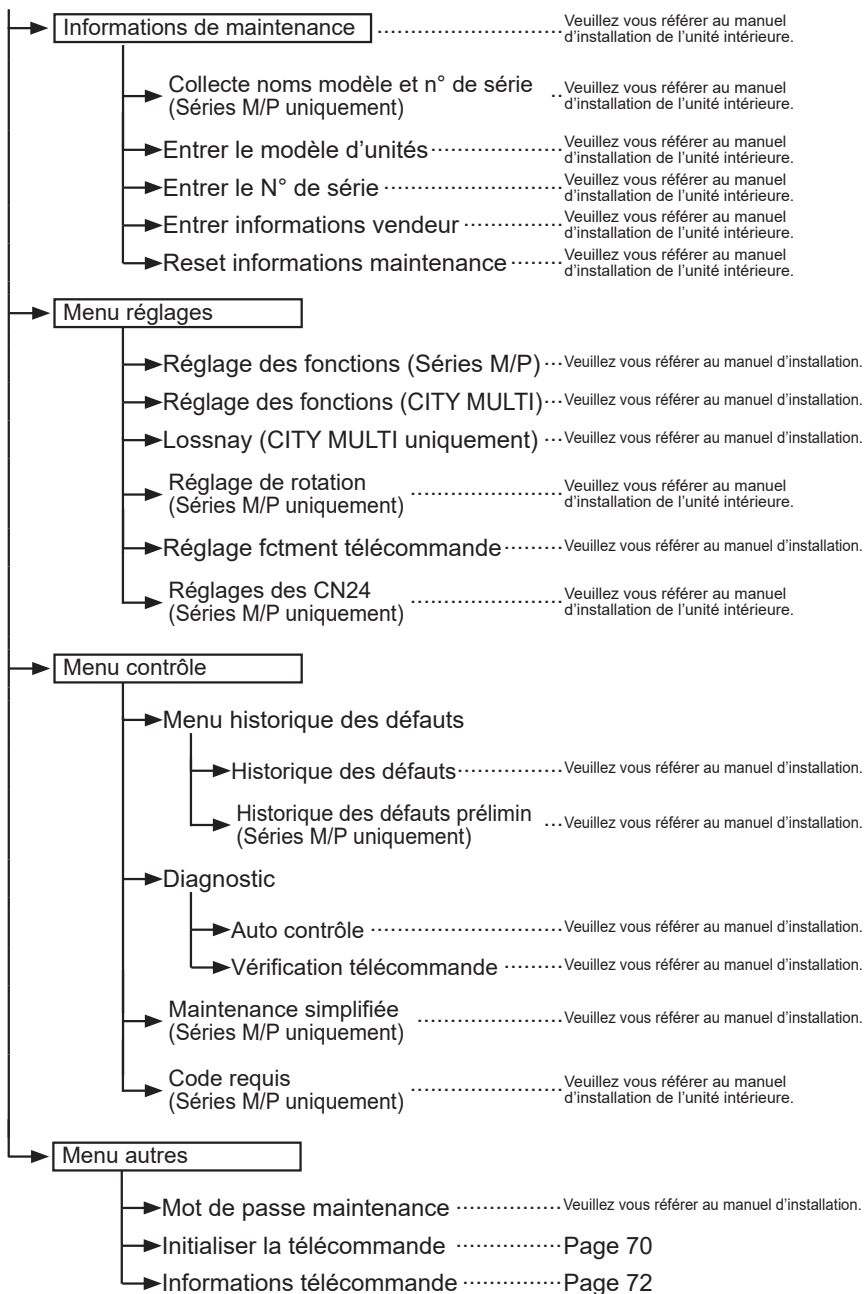 Informations de maintenance ........................ Veuillez vous référer au manuel
d'installation de l'unité intérieure.
Collecte noms modèle et n° de série
(Séries M/P uniquement) .. Veuillez vous référer au manuel
d'installation de l'unité intérieure.
Entrer le modèle d'unités ................. Veuillez vous référer au manuel
d'installation de l'unité intérieure.
Entrer le N° de série ....................... Veuillez vous référer au manuel
d'installation de l'unité intérieure.
Entrer informations vendeur ............. Veuillez vous référer au manuel
d'installation de l'unité intérieure.
Reset informations maintenance ....... Veuillez vous référer au manuel
d'installation de l'unité intérieure.
Menu réglages
Réglage des fonctions (Séries M/P) ... Veuillez vous référer au manuel d'installation.
Réglage des fonctions (CITY MULTI) ... Veuillez vous référer au manuel d'installation.
Lossnay (CITY MULTI uniquement) ... Veuillez vous référer au manuel d'installation.
Réglage de rotation
(Séries M/P uniquement) ................... Veuillez vous référer au manuel
d'installation de l'unité intérieure.
Réglage fctment télécommande ......... Veuillez vous référer au manuel d'installation.
Réglages des CN24
(Séries M/P uniquement) ................... Veuillez vous référer au manuel
d'installation de l'unité intérieure.
Menu contrôle
Menu historique des défauts
Historique des défauts ................ Veuillez vous référer au manuel d'installation.
Historique des défauts prélimin
(Séries M/P uniquement) ... Veuillez vous référer au manuel d'installation.
Diagnostic
Auto contrôle ........................ Veuillez vous référer au manuel d'installation.
Vérification télécommande ......... Veuillez vous référer au manuel d'installation.
Maintenance simplifiée
(Séries M/P uniquement) ................... Veuillez vous référer au manuel d'installation.
Code requis
(Séries M/P uniquement) ................... Veuillez vous référer au manuel
d'installation de l'unité intérieure.
Menu autres
Mot de passe maintenance ................ Veuillez vous référer au manuel d'installation.
Initialiser la télécommande ................ Page 70
Informations télécommande ............... Page 72